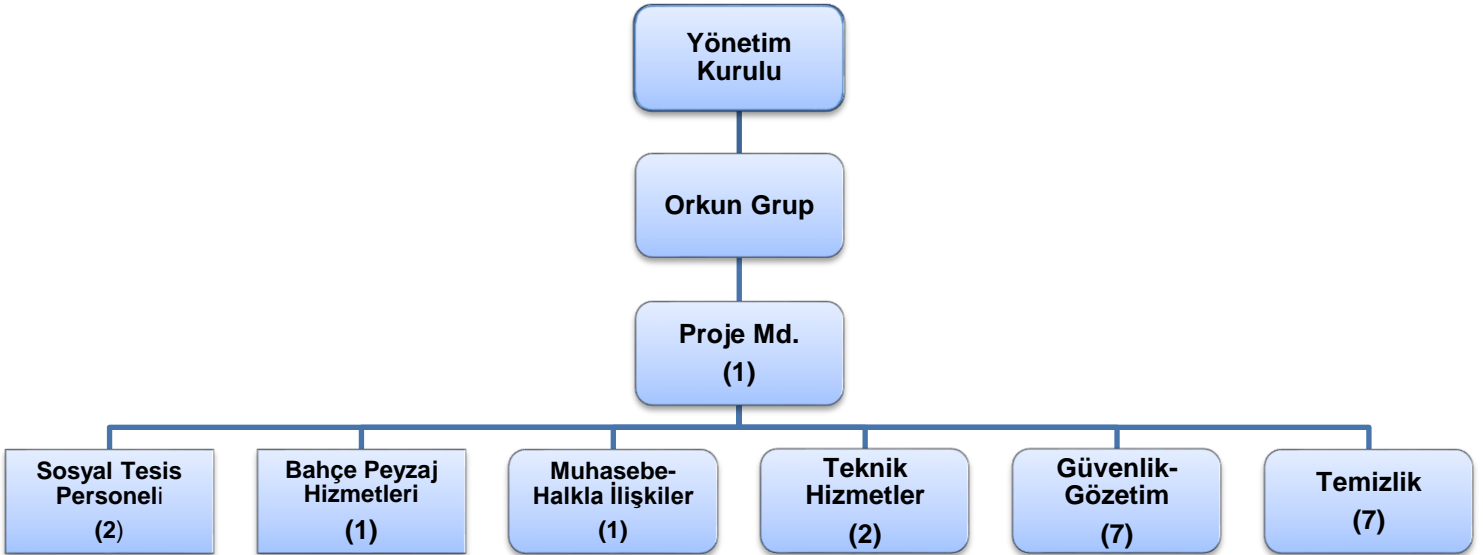 Yönetim
Kurulu
Orkun Grup
Proje Md.
(1)
Sosyal Tesis
Personeli
(2)
Bahçe Peyzaj
Hizmetleri
(1)
Muhasebe-
Halkla İlişkiler
(1)
Teknik
Hizmetler
(2)
Güvenlik-
Gözetim
(7)
Temizlik
(7)